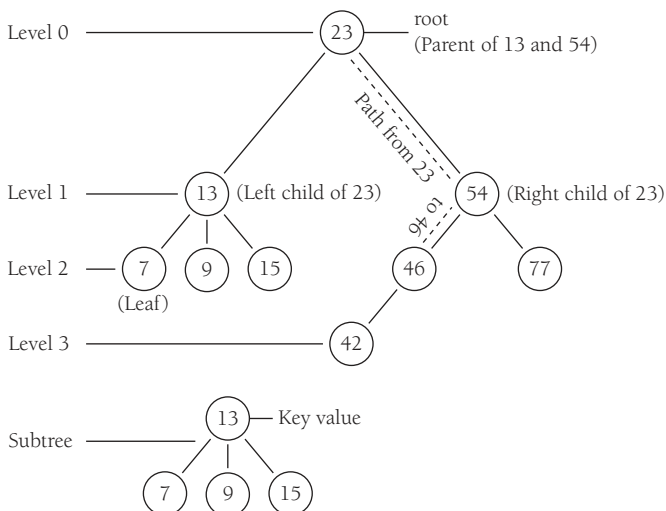 Level 0
23
root
(Parent of 13 and 54)
Path from 23
to 46
Level 1
13
(Left child of 23)
54
(Right child of 23)
Level 2
7
9
15
46
77
(Leaf)
Level 3
42
13
Key value
Subtree
7
9
15